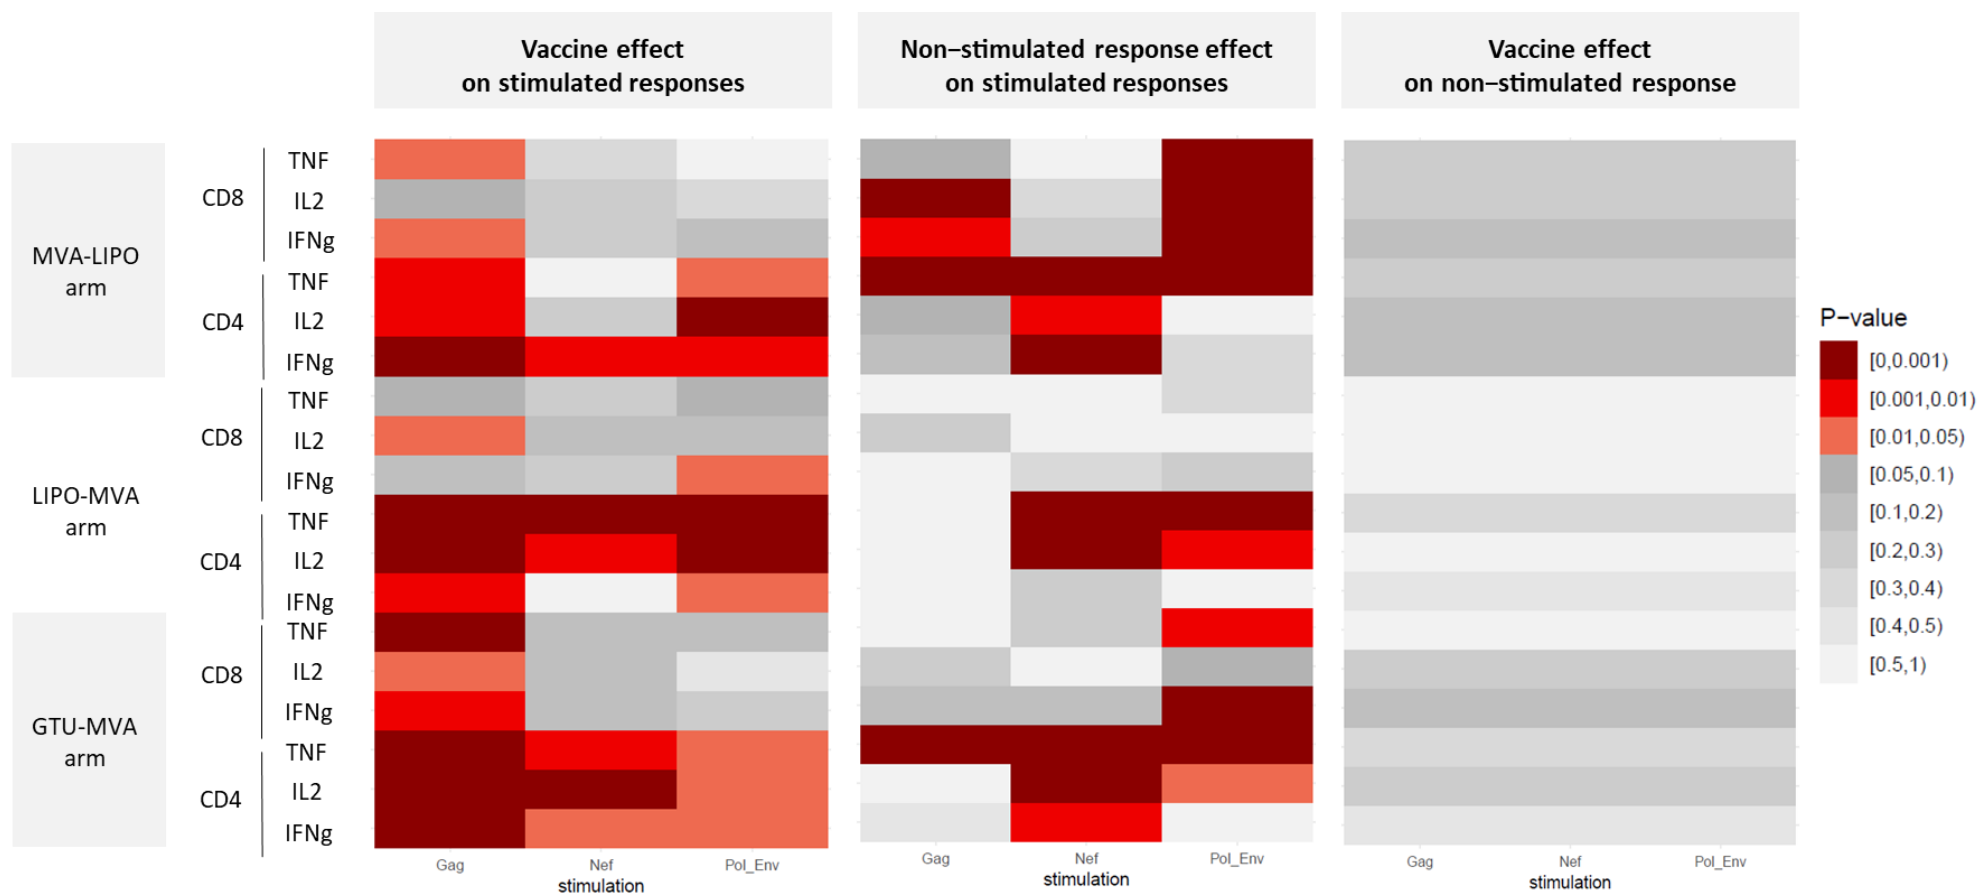 Vaccine effect
on stimulated responses
Non−stimulated response effect
on stimulated responses
Vaccine effect
on non−stimulated response
MVA-LIPO
arm
CD8
TNF
IL2
IFNg
CD4
TNF
IL2
IFNg
LIPO-MVA
arm
CD8
TNF
IL2
IFNg
CD4
TNF
IL2
IFNg
GTU-MVA
arm
CD8
TNF
IL2
IFNg
CD4
TNF
IL2
IFNg
Gag Nef Pol_Env
stimulation
Gag Nef Pol_Env
stimulation
Gag Nef Pol_Env
stimulation
P−value
[0,0.001)
[0.001,0.01)
[0.01,0.05)
[0.05,0.1)
[0.1,0.2)
[0.2,0.3)
[0.3,0.4)
[0.4,0.5)
[0.5,1)